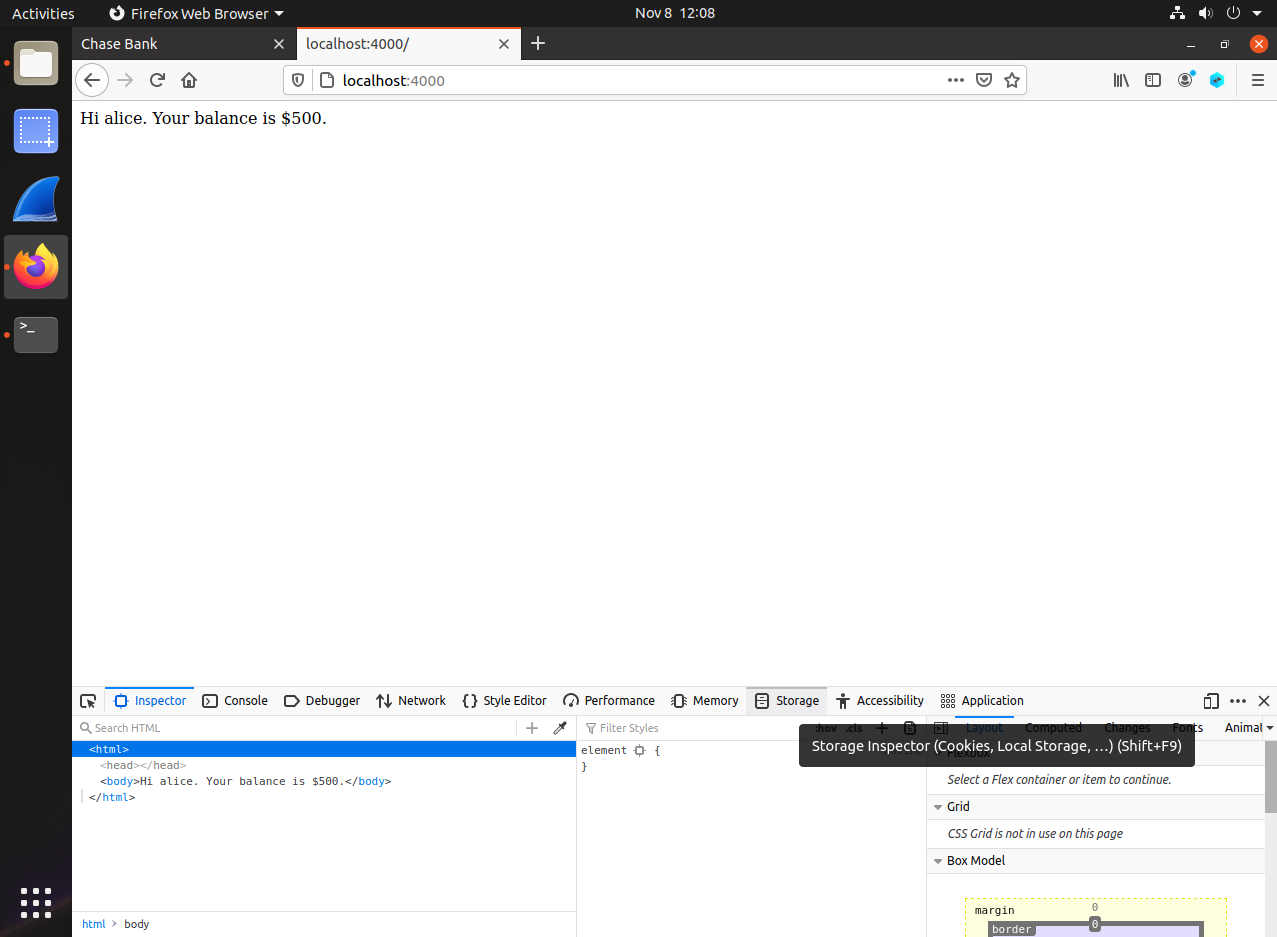 Activities Firefox Web Browser Nov 8 12:08
Chase Bank localhost:4000/
localhost:4000
Hi alice. Your balance is $500.
Inspector Console Debugger Network Style Editor Performance Memory Storage Accessibility Application
Search HTML Filter Styles :hov .cls Layout Computed Changes Fonts Animat
Storage Inspector (Cookies, Local Storage, …) (Shift+F9)
<html>
<head></head>
<body>Hi alice. Your balance is $500.</body>
</html>
element {
}
Flexbox
Select a Flex container or item to continue.
Grid
CSS Grid is not in use on this page
Box Model
margin 0
border 0
html > body